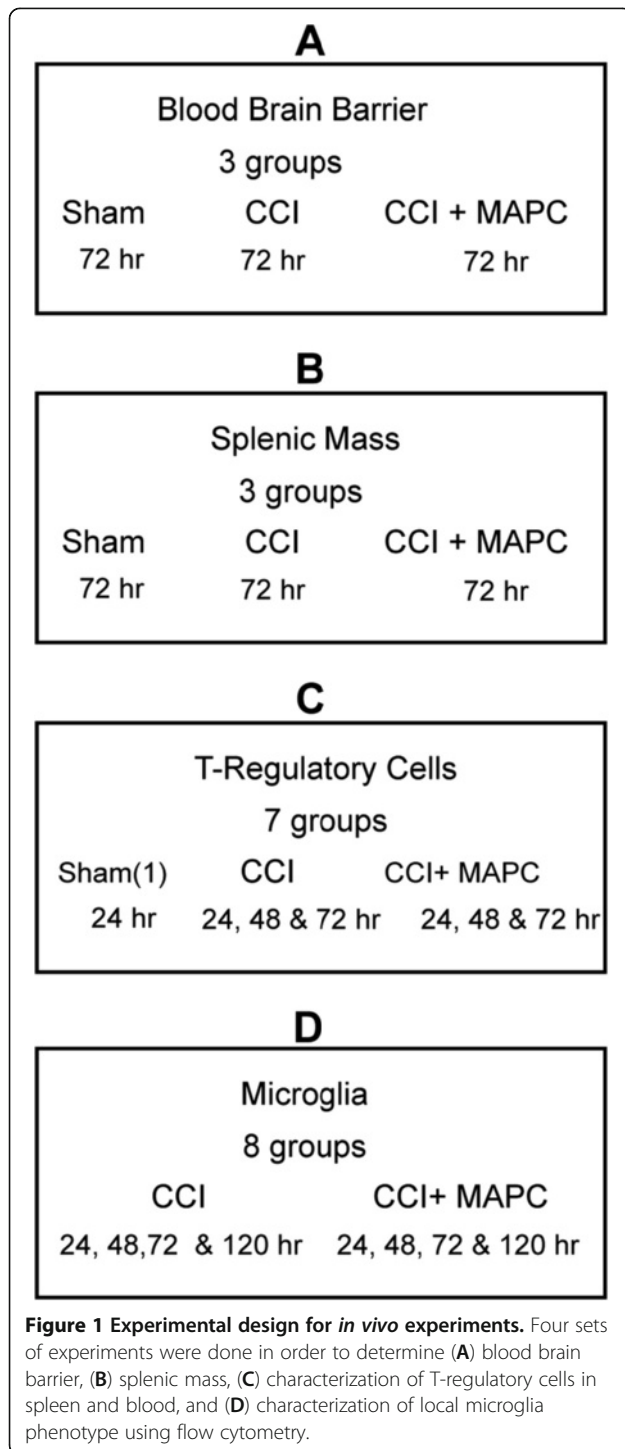 A
Blood Brain Barrier
3 groups
Sham CCI CCI + MAPC
72 hr 72 hr 72 hr
B
Splenic Mass
3 groups
Sham CCI CCI + MAPC
72 hr 72 hr 72 hr
C
T-Regulatory Cells
7 groups
Sham(1) CCI CCI+ MAPC
24 hr 24, 48 & 72 hr 24, 48 & 72 hr
D
Microglia
8 groups
CCI CCI+ MAPC
24, 48,72 & 120 hr 24, 48, 72 & 120 hr
Figure 1 Experimental design for in vivo experiments. Four sets
of experiments were done in order to determine (A) blood brain
barrier, (B) splenic mass, (C) characterization of T-regulatory cells in
spleen and blood, and (D) characterization of local microglia
phenotype using flow cytometry.